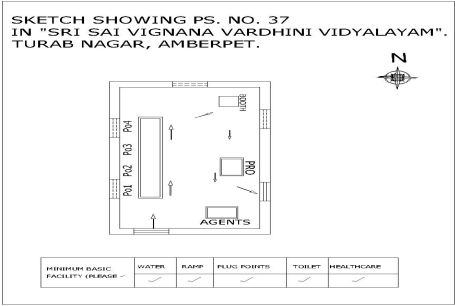 SKETCH SHOWING PS. NO. 37
IN "SRI SAI VIGNANA VARDHINI VIDYALAYAM".
TURAB NAGAR, AMBERPET.
N
BOOTH
Po4
Po3
Po2
Po1
PRO
AGENTS
MINIMUM BASIC
FACILITY (PLEASE ✓
WATER RAMP PLUG POINTS TOILET HEALTHCARE
✓ ✓ ✓ ✓ ✓